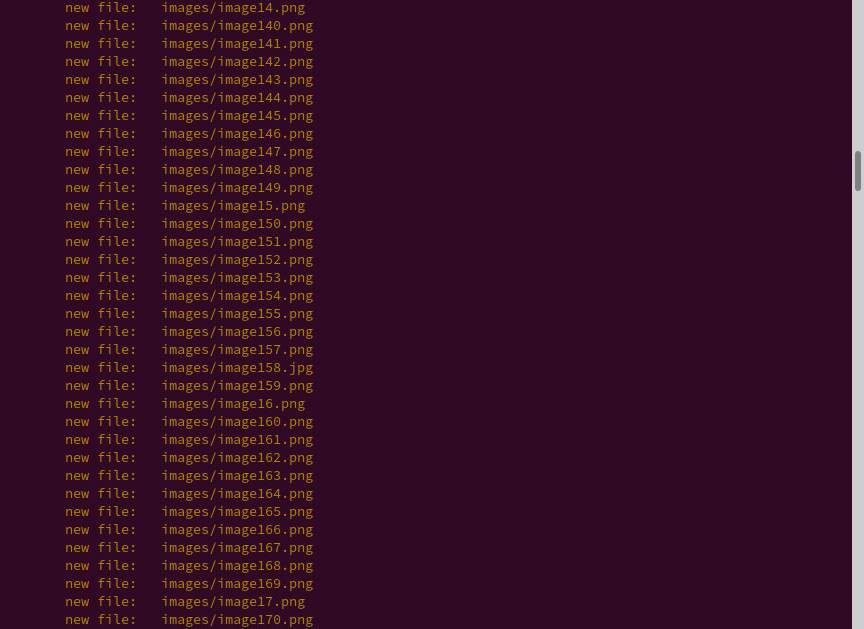 new file:   images/image14.png
new file:   images/image140.png
new file:   images/image141.png
new file:   images/image142.png
new file:   images/image143.png
new file:   images/image144.png
new file:   images/image145.png
new file:   images/image146.png
new file:   images/image147.png
new file:   images/image148.png
new file:   images/image149.png
new file:   images/image15.png
new file:   images/image150.png
new file:   images/image151.png
new file:   images/image152.png
new file:   images/image153.png
new file:   images/image154.png
new file:   images/image155.png
new file:   images/image156.png
new file:   images/image157.png
new file:   images/image158.jpg
new file:   images/image159.png
new file:   images/image16.png
new file:   images/image160.png
new file:   images/image161.png
new file:   images/image162.png
new file:   images/image163.png
new file:   images/image164.png
new file:   images/image165.png
new file:   images/image166.png
new file:   images/image167.png
new file:   images/image168.png
new file:   images/image169.png
new file:   images/image17.png
new file:   images/image170.png